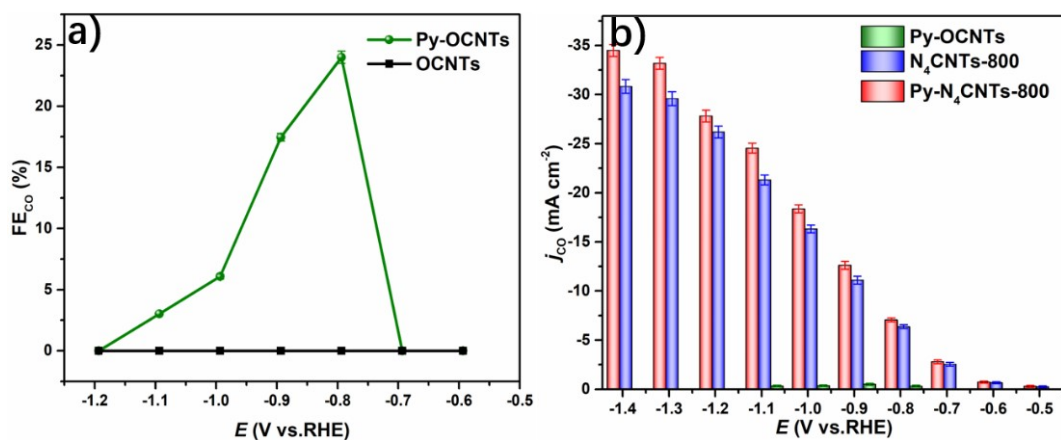 a)
Py-OCNTs
OCNTs
FE_CO (%)
25
20
15
10
5
0
-1.2 -1.1 -1.0 -0.9 -0.8 -0.7 -0.6 -0.5
E (V vs.RHE)
b)
Py-OCNTs
N₄CNTs-800
Py-N₄CNTs-800
j_CO (mA cm⁻²)
-35
-30
-25
-20
-15
-10
-5
0
-1.4 -1.3 -1.2 -1.1 -1.0 -0.9 -0.8 -0.7 -0.6 -0.5
E (V vs.RHE)